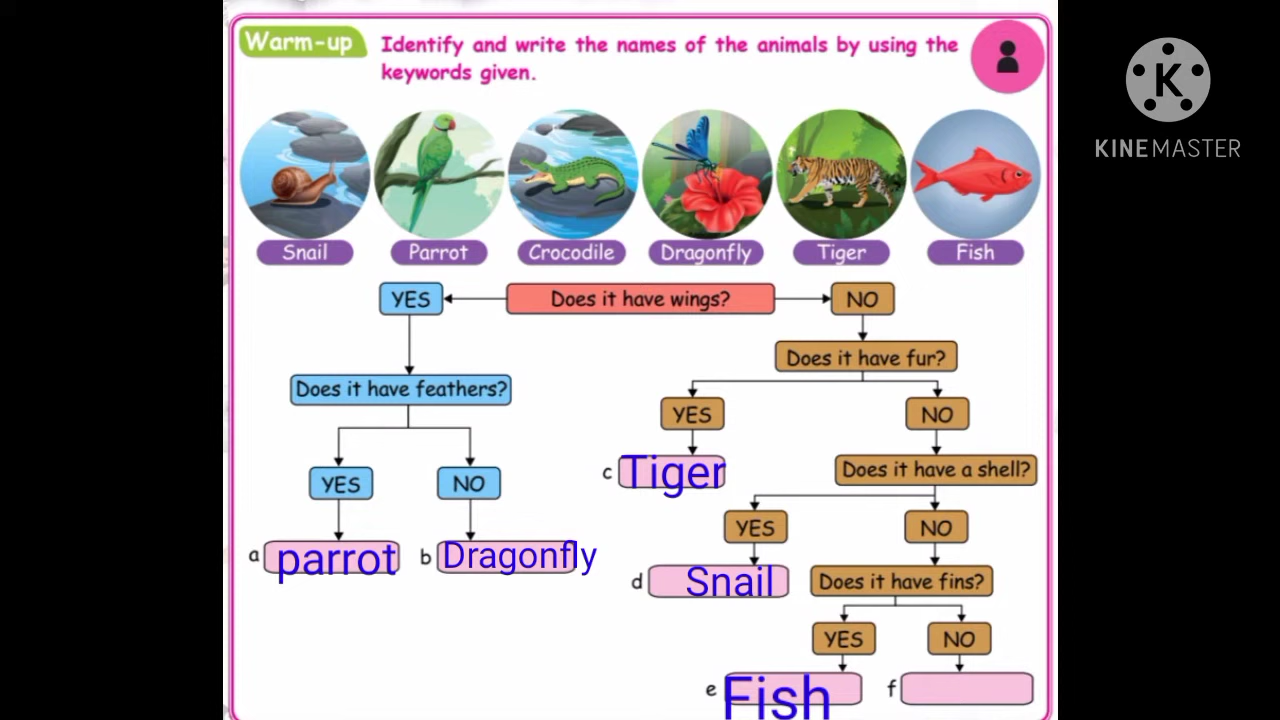 Warm-up
Identify and write the names of the animals by using the
keywords given.
K
KINEMASTER
Snail Parrot Crocodile Dragonfly Tiger Fish
YES Does it have wings? NO
Does it have fur?
Does it have feathers?
YES NO
c Tiger Does it have a shell?
YES NO
YES NO
a parrot b Dragonfly
d Snail Does it have fins?
YES NO
e Fish f